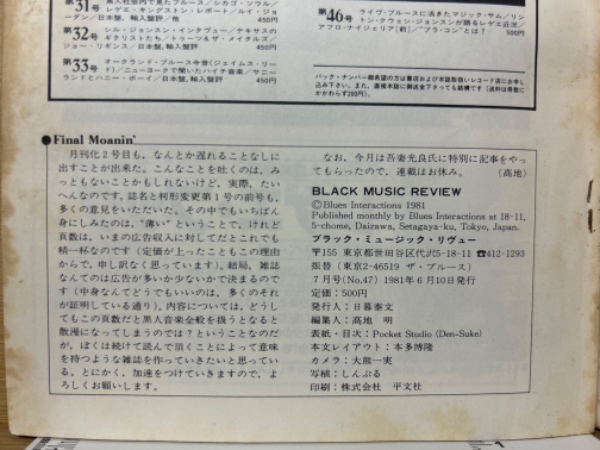 第31号
黒人社会内で見たブルース／シカゴ・ソウル／
レゲエ・キングストン・レポート／ルイ・ジョ
ーダン／日本盤，輸入盤評／他
450円
第32号
シル・ジョンスン・インタヴュー／テキサスの
ギタリストたち／トゥーツ&ザ・メイタルズ／
ジョー・リギンス／日本盤，輸入盤評
450円
第33号
オークランド・ブルース今昔(ジェイムス・リー
ド)／ニューヨークで聞いたハイチ音楽／サニー
ランドとハニー・ボーイ／日本盤，輸入盤評
450円
第46号
ライヴ・ブルースに活きたマジック・サム／リン
トン・クウェシ・ジョンスンが語るレゲエ近況／
アフロ・ナイジェリア〔前〕／“ブラ・コン”とは？
500円
バック・ナンバー御希望の方は書店および本誌取扱いレコード店にお申し
込み下さい。また，直接本誌に御送金下さっても結構です(送料は冊数に
かかわらず200円)。
●Final Moanin'
月刊化2号目も，なんとか遅れることなしに
出すことが出来た。こんなことを吐くのは，み
っともないことかもしれないけど，実際，たい
へんなのです。誌名と判形変更第1号の前号も，
多くの意見をいただいた。その中でもいちばん
身にしみたのは，“薄い”ということで，けれど
頁数は，いまの広告収入に対してだとこれでも
精一杯なのです(定価が上ったこともこの理由
からで，申し訳なく思っています)。結局，雑誌
なんてのは広告が多いか少ないかで決まるので
す(中身なんてどうでもいいのは，多くのそれ
が証明している通り)。内容については，どうし
てもこの頁数だと黒人音楽全般を扱うとなると
散漫になってしまうのでは？ということなのだ
が，ぼくは続けて読んで頂くことによって意味
を持つような雑誌を作っていきたいと思ってい
る。とにかく，加速をつけていきますので，よ
ろしくお願いします。
なお，今月は吾妻光良氏に特別に記事をやっ
てもらったので，連載はお休み。 (高地)
BLACK MUSIC REVIEW
©Blues Interactions 1981
Published monthly by Blues Interactions at 18-11,
5-chome, Daizawa, Setagaya-ku, Tokyo, Japan.
ブラック・ミュージック・リヴュー
〒155 東京都世田谷区代沢5-18-11 ☎412-1293
振替 (東京2-46519 ザ・ブルース)
7月号(No.47) 1981年6月10日発行
定価：500円
発行人：日暮泰文
編集人：高地 明
表紙・目次：Pocket Studio (Den-Suke)
本文レイアウト：本多博隆
カメラ：大熊一実
写植：しんぷる
印刷：株式会社 平文社